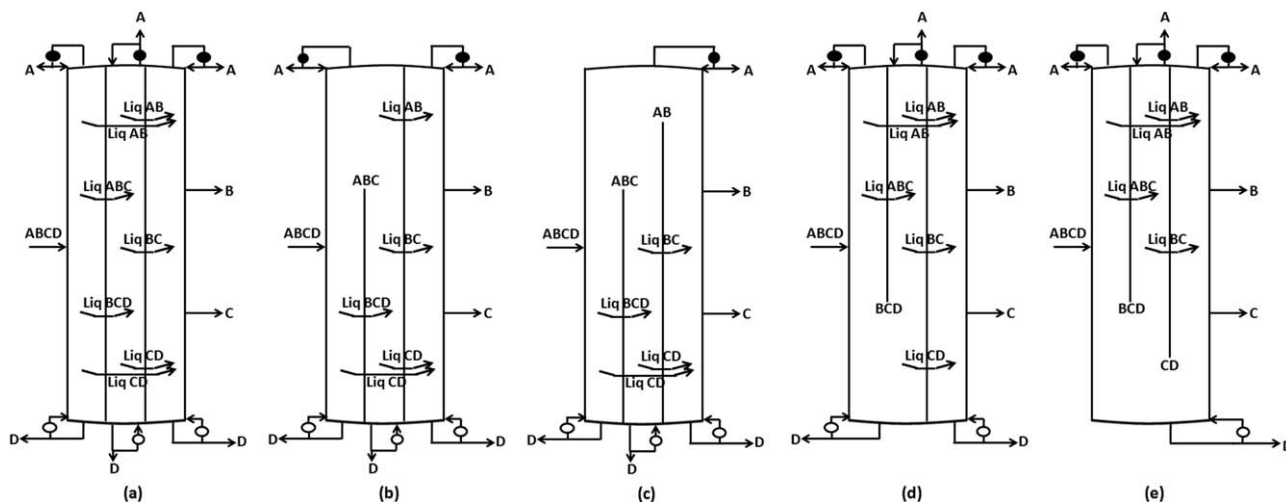 A A A
Liq AB
Liq AB
Liq ABC
ABCD
Liq BC
Liq BCD
Liq CD
Liq CD
B
C
D D D
(a)
A A
Liq AB
ABC
ABCD
Liq BC
Liq BCD
Liq CD
Liq CD
B
C
D D D
(b)
A
AB
ABC
ABCD
Liq BC
Liq BCD
Liq CD
Liq CD
B
C
D D
(c)
A A A
Liq AB
Liq AB
Liq ABC
ABCD
Liq BC
BCD
Liq CD
B
C
D D
(d)
A A
Liq AB
Liq AB
Liq ABC
ABCD
Liq BC
BCD
CD
B
C
D
(e)